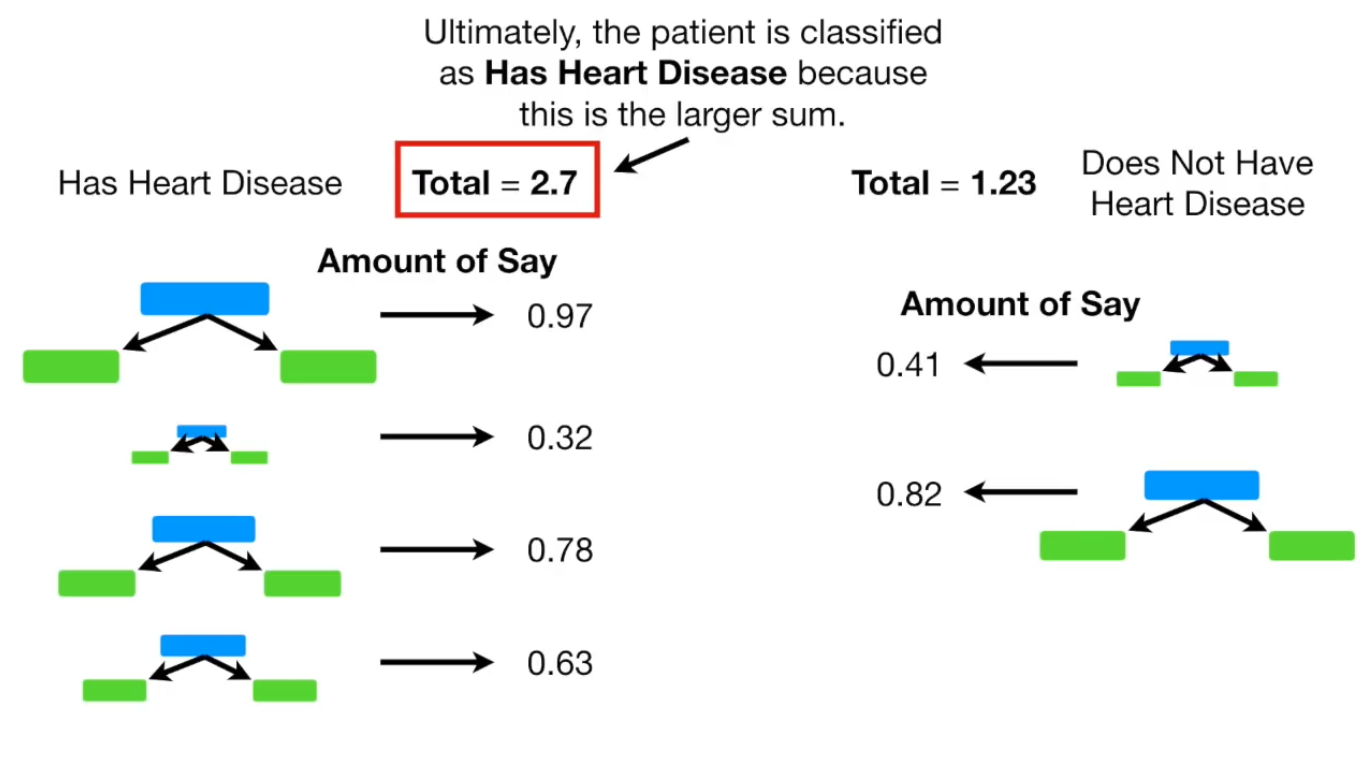 Ultimately, the patient is classified
as Has Heart Disease because
this is the larger sum.
Has Heart Disease
Total = 2.7
Total = 1.23
Does Not Have
Heart Disease
Amount of Say
0.97
0.32
0.78
0.63
Amount of Say
0.41
0.82